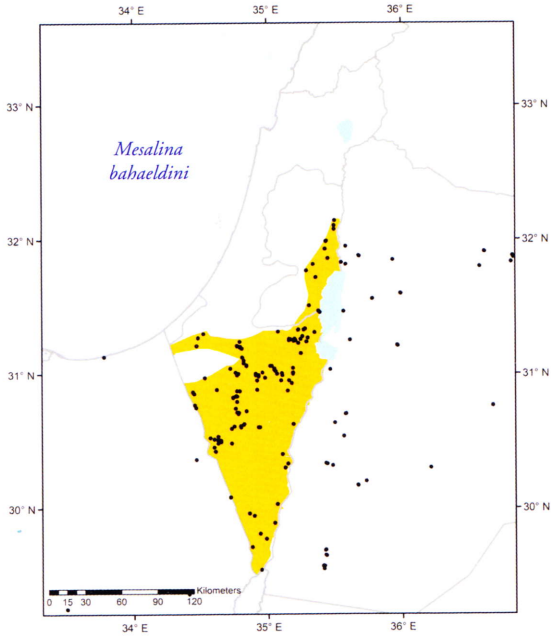 34° E 35° E 36° E
33° N 33° N
Mesalina
bahaeldini
32° N 32° N
31° N 31° N
30° N 30° N
Kilometers
0 15 30 60 90 120
34° E 35° E 36° E